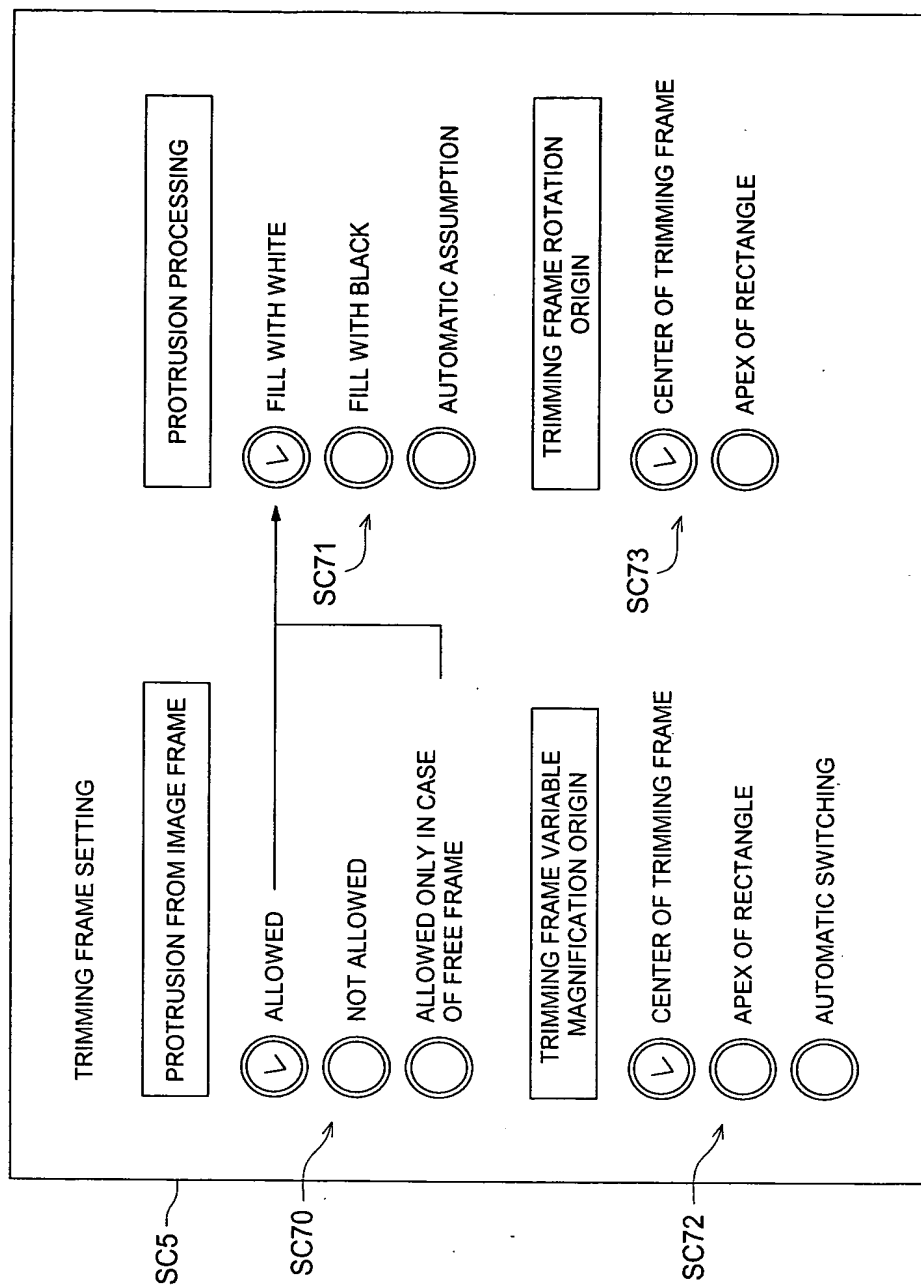 SC5
TRIMMING FRAME SETTING
PROTRUSION FROM IMAGE FRAME
ALLOWED
NOT ALLOWED
ALLOWED ONLY IN CASE
OF FREE FRAME
SC70
PROTRUSION PROCESSING
FILL WITH WHITE
FILL WITH BLACK
AUTOMATIC ASSUMPTION
SC71
TRIMMING FRAME VARIABLE
MAGNIFICATION ORIGIN
CENTER OF TRIMMING FRAME
APEX OF RECTANGLE
AUTOMATIC SWITCHING
SC72
TRIMMING FRAME ROTATION
ORIGIN
CENTER OF TRIMMING FRAME
APEX OF RECTANGLE
SC73